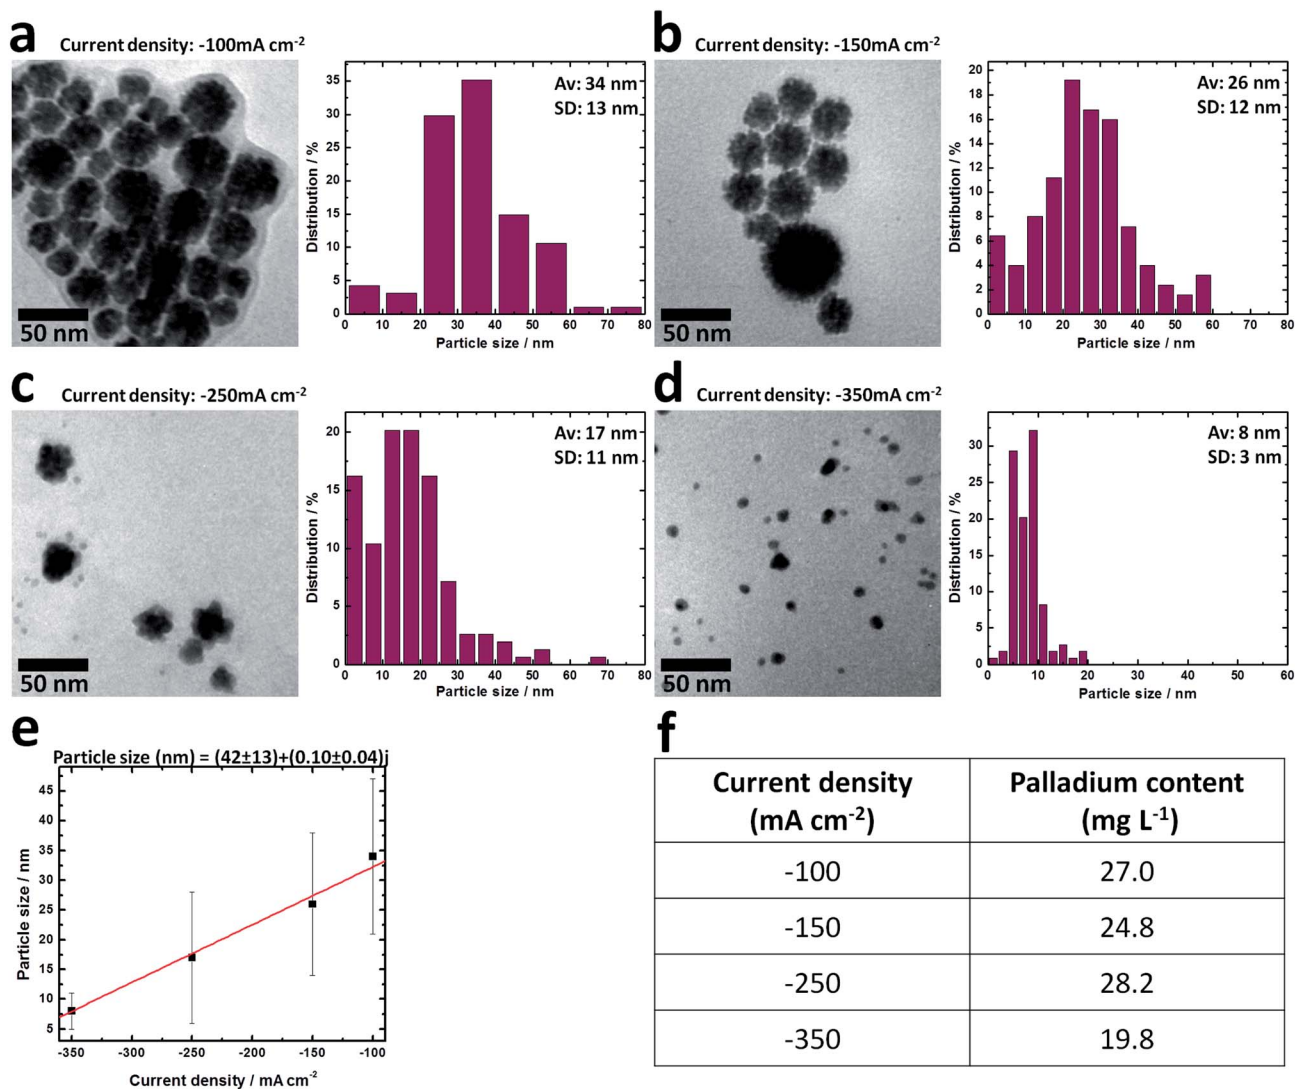 a
Current density: -100mA cm-2
Av: 34 nm
SD: 13 nm
Distribution / %
35
30
25
20
15
10
5
0
0 10 20 30 40 50 60 70 80
Particle size / nm
50 nm
b
Current density: -150mA cm-2
Av: 26 nm
SD: 12 nm
Distribution / %
20
18
16
14
12
10
8
6
4
2
0
0 10 20 30 40 50 60 70 80
Particle size / nm
50 nm
c
Current density: -250mA cm-2
Av: 17 nm
SD: 11 nm
Distribution / %
20
15
10
5
0
0 10 20 30 40 50 60 70 80
Particle size / nm
50 nm
d
Current density: -350mA cm-2
Av: 8 nm
SD: 3 nm
Distribution / %
30
25
20
15
10
5
0
0 10 20 30 40 50 60
Particle size / nm
50 nm
e
Particle size (nm) = (42±13)+(0.10±0.04)j
Particle size / nm
45
40
35
30
25
20
15
10
5
-350 -300 -250 -200 -150 -100
Current density / mA cm-2
f
Current density (mA cm-2) Palladium content (mg L-1)
-100 27.0
-150 24.8
-250 28.2
-350 19.8